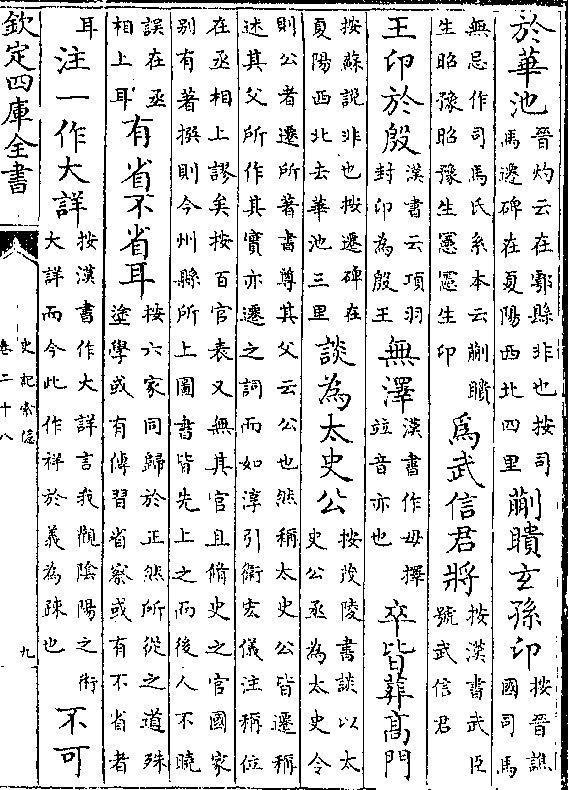 於華池晉灼云在鄠縣非也按司馬遷碑在夏陽西北四里蒯聵玄孫卬按晉譙國司馬
無忌作司馬氏系本云蒯聵生昭豫昭豫生憲憲生卬為武信君將按漢書武臣號武信君
王卬於殷漢書云項羽封卬為殷王無澤漢書作毋擇竝音亦也卒皆葬高門
按蘇說非也按遷碑在夏陽西北去華池三里談為太史公按茂陵書談以太史公丞為太史令
則公者遷所著書尊其父云公也然稱太史公皆遷稱述其父所作其實亦遷之詞而如淳引衛宏儀注稱位
在丞相上謬矣按百官表又無其官且脩史之官國家别有著撰則今州縣所上圖書皆先上之而後人不曉
誤在丞相上耳有省不省耳按六家同歸於正然所從之道殊塗學或有傳習省察或有不省者
耳注一作大詳按漢書作大詳言我觀陰陽之術大詳而今此作祥於義為疎也不可
欽定四庫全書
史記索隱
卷二十八
九